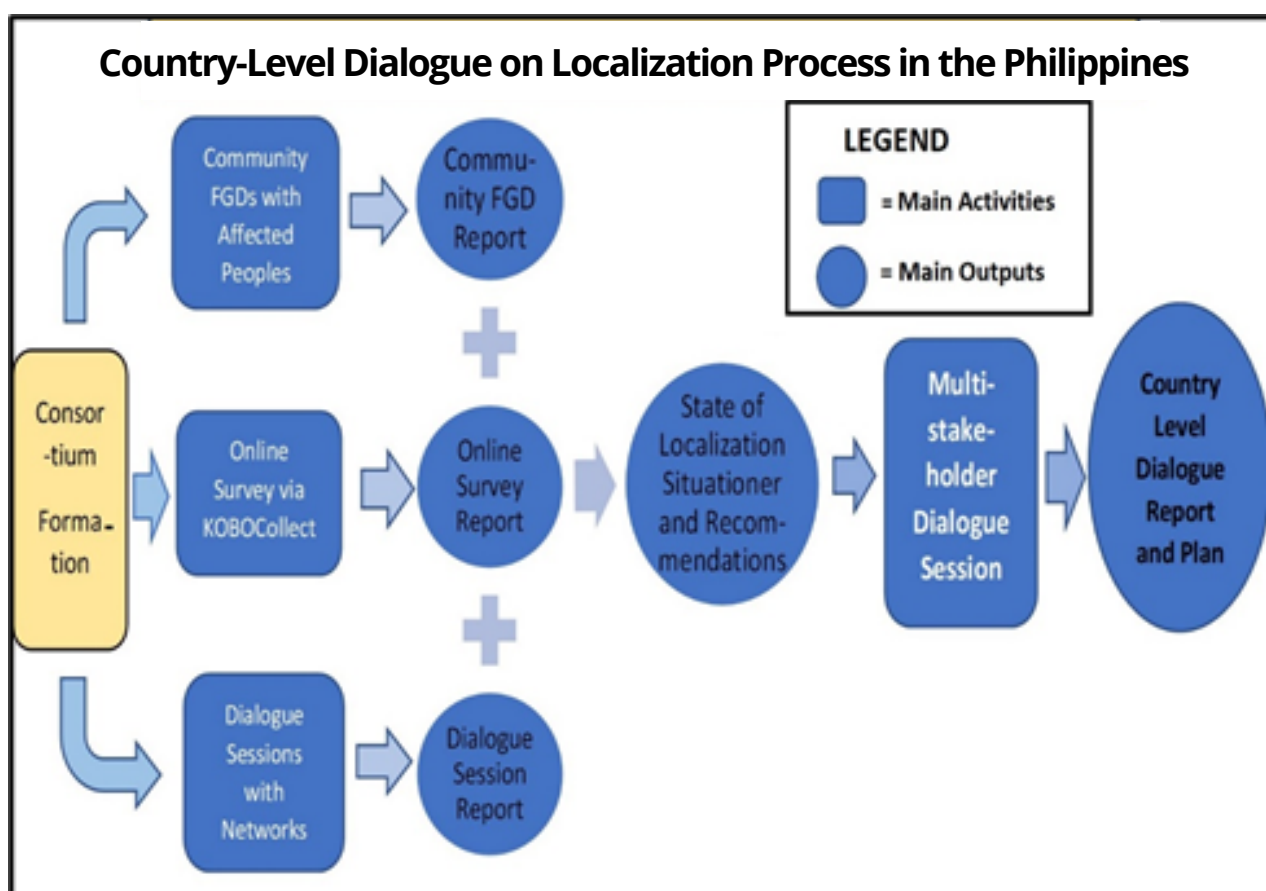 Country-Level Dialogue on Localization Process in the Philippines
Community
FGDs with
Affected
Peoples
Commu-
nity FGD
Report
LEGEND
= Main Activities
= Main Outputs
Consor
-tium
Forma-
tion
Online
Survey via
KOBOCollect
Online
Survey
Report
State of
Localization
Situationer
and Recom-
mendations
Multi-
stake-
holder
Dialogue
Session
Country
Level
Dialogue
Report
and Plan
Dialogue
Sessions
with
Networks
Dialogue
Session
Report